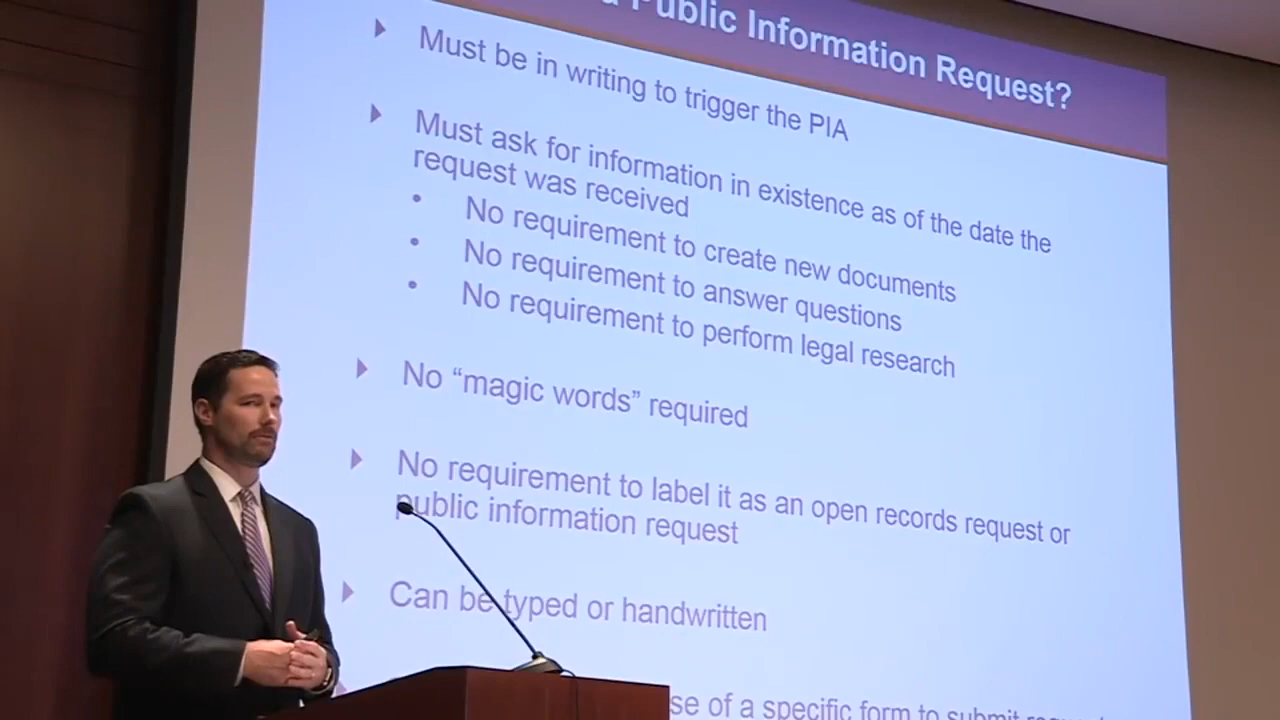 Public Information Request?
Must be in writing to trigger the PIA
Must ask for information in existence as of the date the
request was received
No requirement to create new documents
No requirement to answer questions
No requirement to perform legal research
No “magic words” required
No requirement to label it as an open records request or
public information request
Can be typed or handwritten
of a specific form to submit